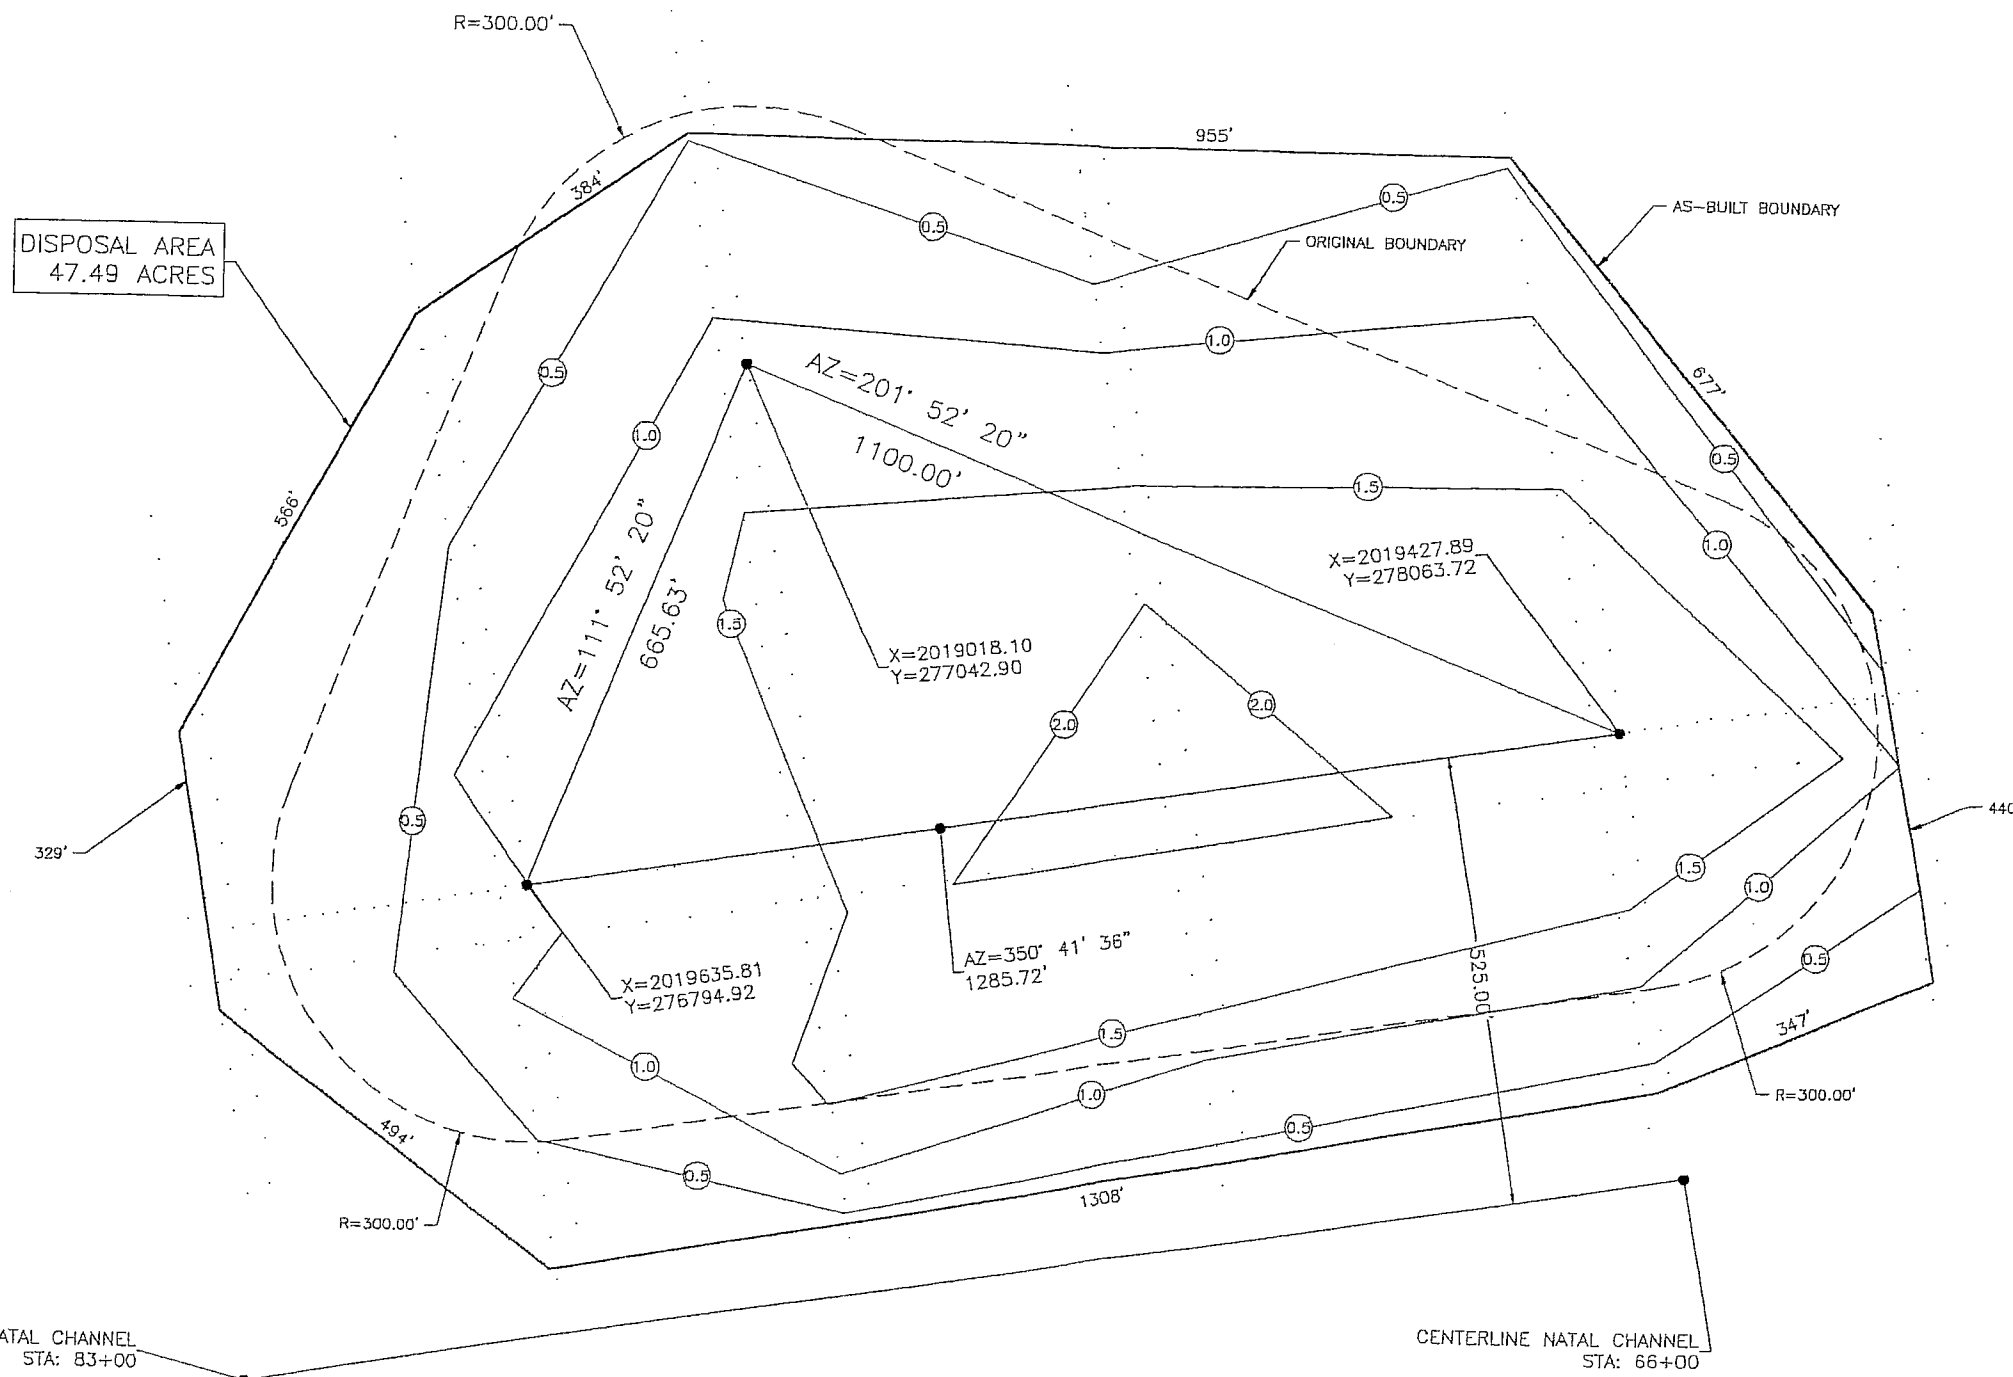 R=300.00'
955'
384'
AS-BUILT BOUNDARY
ORIGINAL BOUNDARY
DISPOSAL AREA
47.49 ACRES
0.5
0.5
1.0
AZ=201° 52' 20"
1100.00'
0.5
1.0
677'
0.5
1.5
566'
AZ=111° 52' 20"
665.63'
1.0
X=2019427.89
Y=278063.72
1.5
X=2019018.10
Y=277042.90
2.0
2.0
0.5
440
329'
1.5
1.0
AZ=350° 41' 36"
1285.72'
525.00
0.5
X=2019635.81
Y=276794.92
1.5
347'
1.0
1.0
R=300.00'
494'
0.5
0.5
1308'
R=300.00'
ATAL CHANNEL
STA: 83+00
CENTERLINE NATAL CHANNEL
STA: 66+00